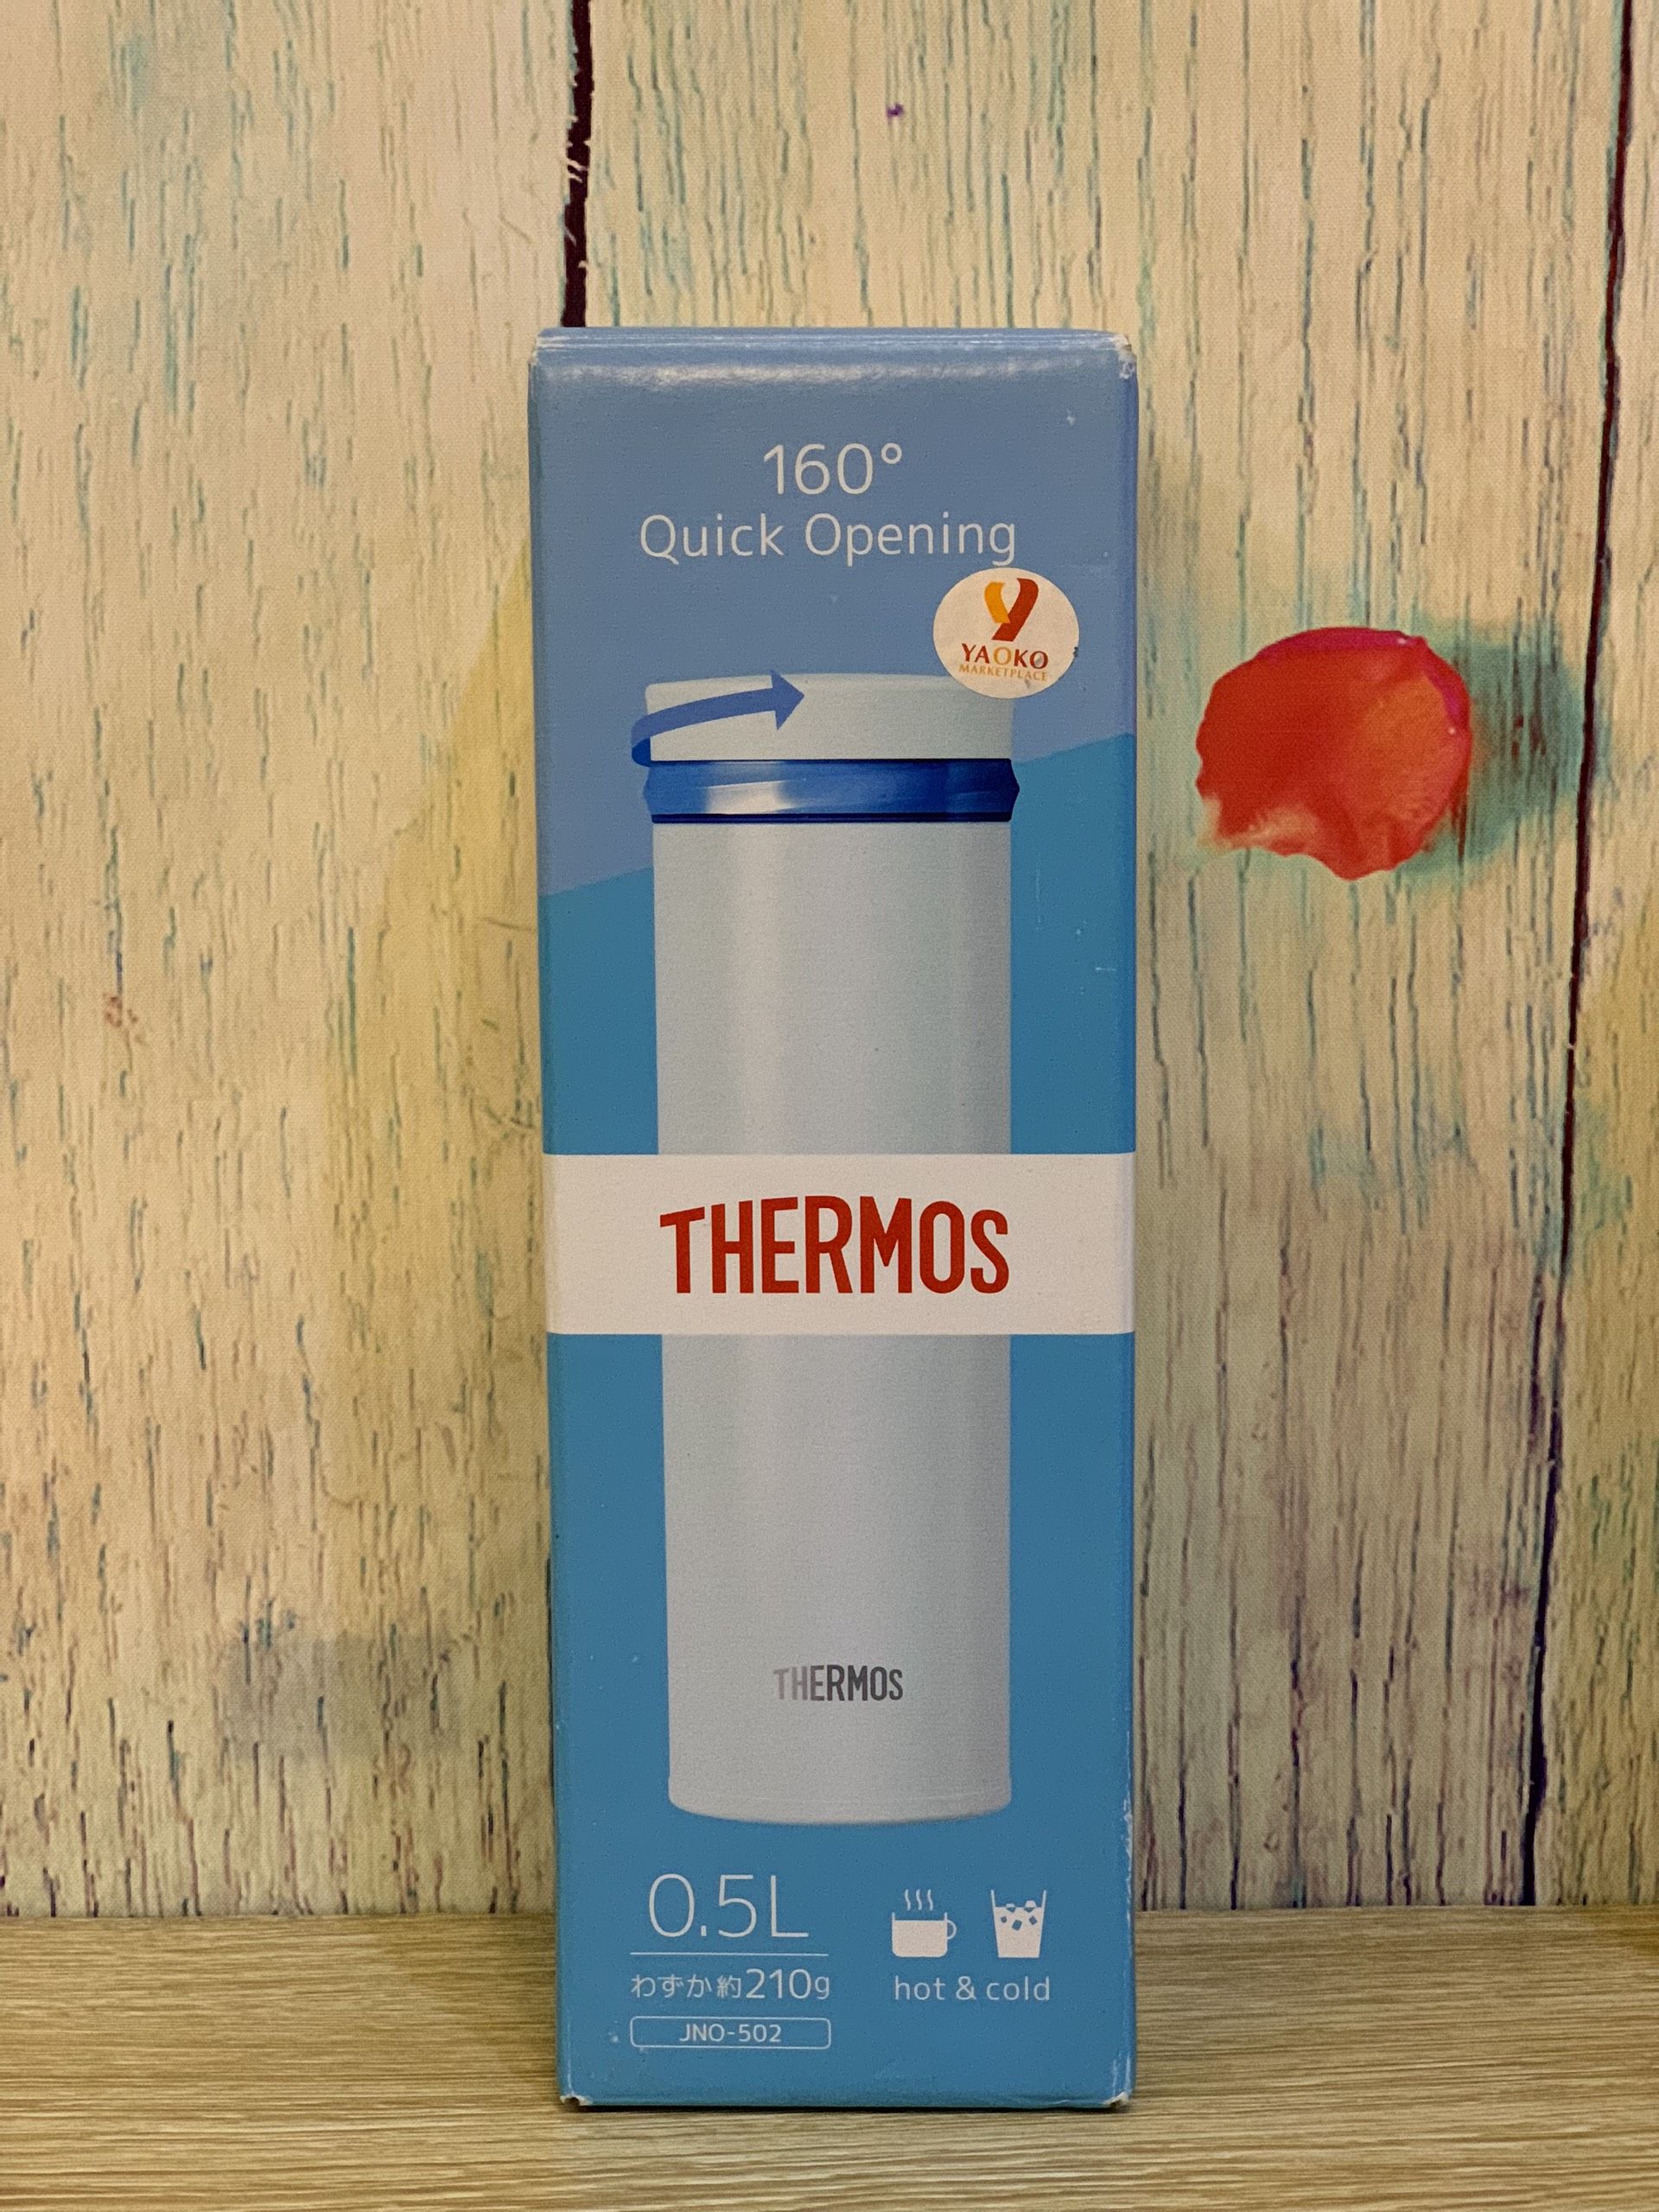 160°
Quick Opening
YAOKO
MARKETPLACE
THERMOS
THERMOS
0.5L
わずか約210g
JNO-502
hot & cold